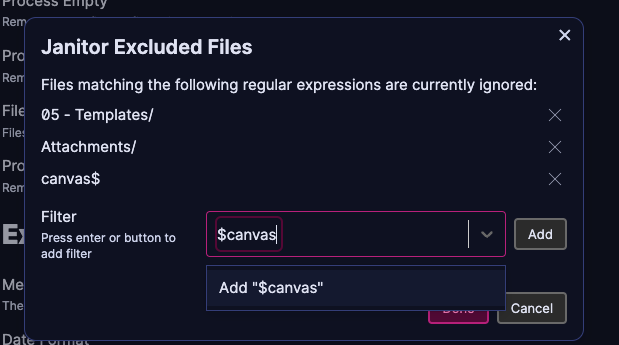 Process Empty
Rem
Janitor Excluded Files
Pro
Rem
Files matching the following regular expressions are currently ignored:
File
05 - Templates/
Files
Attachments/
Pro
canvas$
Rem
Filter
Press enter or button to
add filter
$canvas
Add
Ex
Add "$canvas"
Me
The
Done
Cancel
Date Format